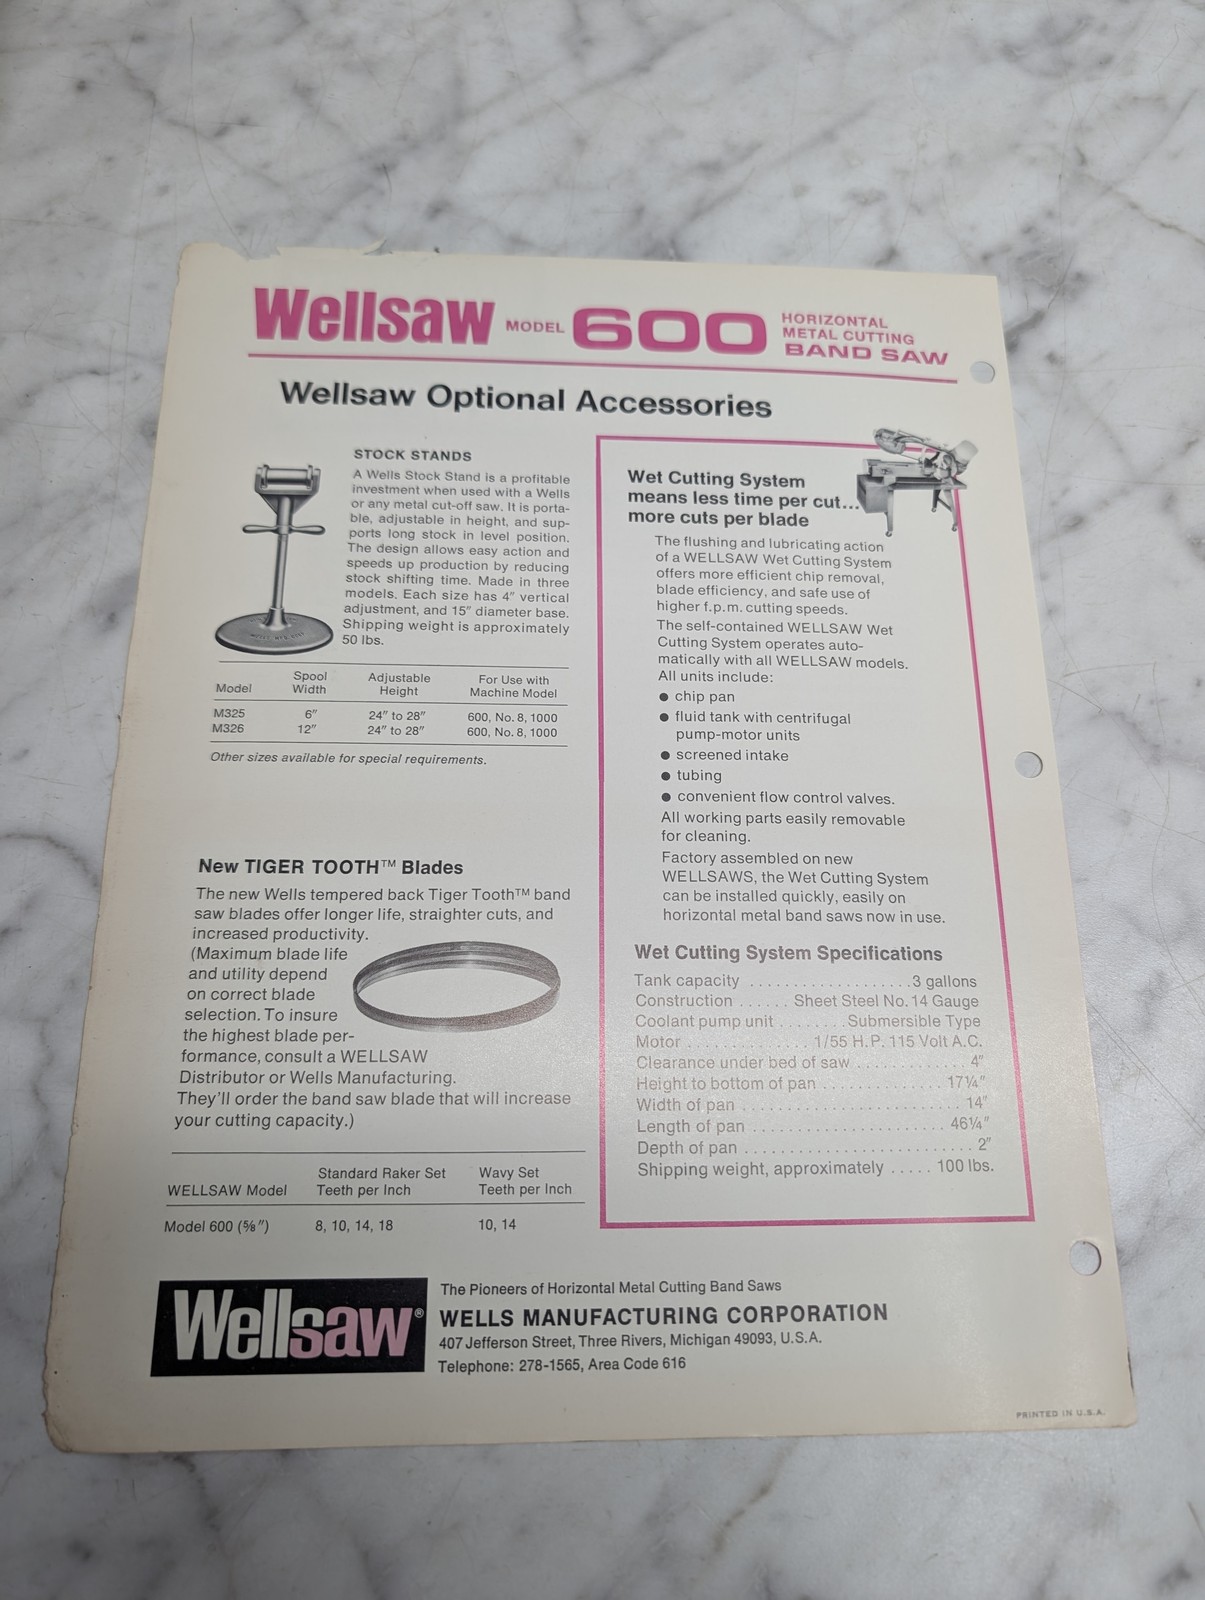 Wellsaw MODEL 600 HORIZONTAL
METAL CUTTING
BAND SAW
Wellsaw Optional Accessories
STOCK STANDS
A Wells Stock Stand is a profitable
investment when used with a Wells
or any metal cut-off saw. It is porta-
ble, adjustable in height, and sup-
ports long stock in level position.
The design allows easy action and
speeds up production by reducing
stock shifting time. Made in three
models. Each size has 4″ vertical
adjustment, and 15″ diameter base.
Shipping weight is approximately
50 lbs.
Model Spool Width Adjustable Height For Use with Machine Model
M325 6″ 24″ to 28″ 600, No. 8, 1000
M326 12″ 24″ to 28″ 600, No. 8, 1000
Other sizes available for special requirements.
New TIGER TOOTH™ Blades
The new Wells tempered back Tiger Tooth™ band
saw blades offer longer life, straighter cuts, and
increased productivity.
(Maximum blade life
and utility depend
on correct blade
selection. To insure
the highest blade per-
formance, consult a WELLSAW
Distributor or Wells Manufacturing.
They'll order the band saw blade that will increase
your cutting capacity.)
WELLSAW Model Standard Raker Set Teeth per Inch Wavy Set Teeth per Inch
Model 600 (⅝″) 8, 10, 14, 18 10, 14
Wet Cutting System
means less time per cut...
more cuts per blade
The flushing and lubricating action
of a WELLSAW Wet Cutting System
offers more efficient chip removal,
blade efficiency, and safe use of
higher f.p.m. cutting speeds.
The self-contained WELLSAW Wet
Cutting System operates auto-
matically with all WELLSAW models.
All units include:
● chip pan
● fluid tank with centrifugal
pump-motor units
● screened intake
● tubing
● convenient flow control valves.
All working parts easily removable
for cleaning.
Factory assembled on new
WELLSAWS, the Wet Cutting System
can be installed quickly, easily on
horizontal metal band saws now in use.
Wet Cutting System Specifications
Tank capacity . . . . . . . . . . . . . . . . . . .3 gallons
Construction . . . . . . Sheet Steel No. 14 Gauge
Coolant pump unit . . . . . . . .Submersible Type
Motor . . . . . . . . . . . . . 1/55 H.P. 115 Volt A.C.
Clearance under bed of saw . . . . . . . . . . . . . 4″
Height to bottom of pan . . . . . . . . . . . . . 17¼″
Width of pan . . . . . . . . . . . . . . . . . . . . . . . . 14″
Length of pan . . . . . . . . . . . . . . . . . . . . . 46¼″
Depth of pan . . . . . . . . . . . . . . . . . . . . . . . . . 2″
Shipping weight, approximately . . . . . 100 lbs.
Wellsaw®
The Pioneers of Horizontal Metal Cutting Band Saws
WELLS MANUFACTURING CORPORATION
407 Jefferson Street, Three Rivers, Michigan 49093, U.S.A.
Telephone: 278-1565, Area Code 616
PRINTED IN U.S.A.